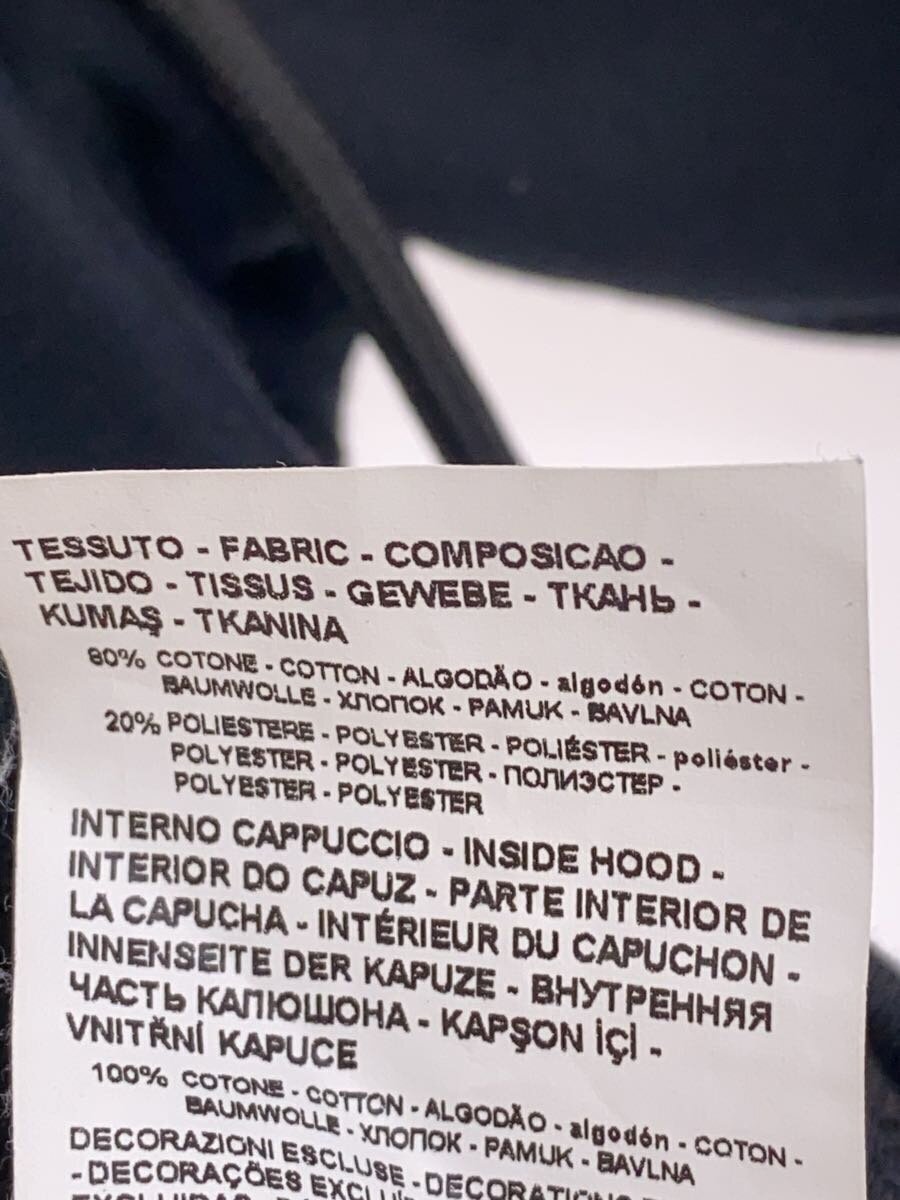 TESSUTO - FABRIC - COMPOSICAO -
TEJIDO - TISSUS - GEWEBE - ТКАНЬ -
KUMAŞ - TKANINA
80% COTONE - COTTON - ALGODÃO - algodón - COTON -
BAUMWOLLE - ХЛОПОК - PAMUK - BAVLNA
20% POLIESTERE - POLYESTER - POLIÉSTER - poliéster -
POLYESTER - POLYESTER - ПОЛИЭСТЕР -
POLYESTER - POLYESTER
INTERNO CAPPUCCIO - INSIDE HOOD -
INTERIOR DO CAPUZ - PARTE INTERIOR DE
LA CAPUCHA - INTÉRIEUR DU CAPUCHON -
INNENSEITE DER KAPUZE - ВНУТРЕННЯЯ
ЧАСТЬ КАПЮШОНА - KAPŞON İÇİ -
VNITŘNÍ KAPUCE
100% COTONE - COTTON - ALGODÃO - algodón - COTON -
BAUMWOLLE - ХЛОПОК - PAMUK - BAVLNA
DECORAZIONI ESCLUSE - DECORATIONS
- DECORAÇÕES